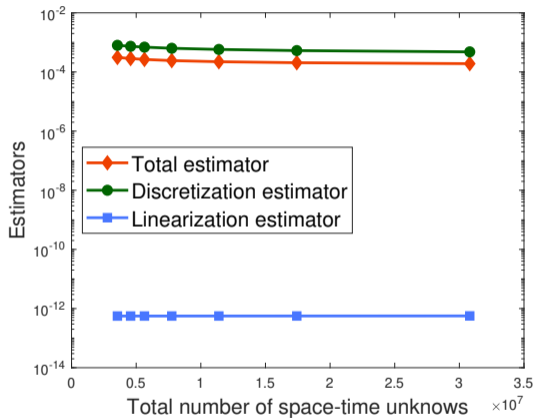 10^-2
10^-4
10^-6
10^-8
10^-10
10^-12
10^-14
Estimators
Total estimator
Discretization estimator
Linearization estimator
0 0.5 1 1.5 2 2.5 3 3.5
Total number of space-time unknows ×10^7